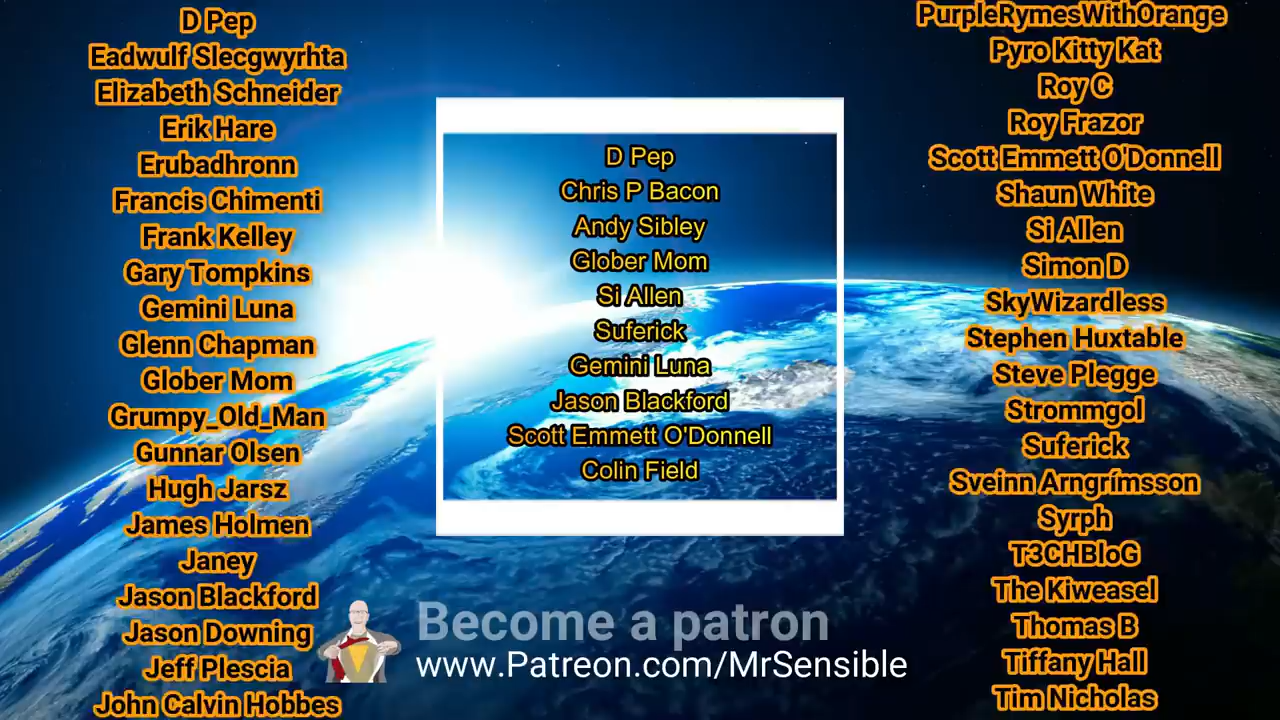 D Pep
Eadwulf Slecgwyrhta
Elizabeth Schneider
Erik Hare
Erubadhronn
Francis Chimenti
Frank Kelley
Gary Tompkins
Gemini Luna
Glenn Chapman
Glober Mom
Grumpy_Old_Man
Gunnar Olsen
Hugh Jarsz
James Holmen
Janey
Jason Blackford
Jason Downing
Jeff Plescia
John Calvin Hobbes
D Pep
Chris P Bacon
Andy Sibley
Glober Mom
Si Allen
Suferick
Gemini Luna
Jason Blackford
Scott Emmett O'Donnell
Colin Field
Become a patron
www.Patreon.com/MrSensible
PurpleRymesWithOrange
Pyro Kitty Kat
Roy C
Roy Frazor
Scott Emmett O'Donnell
Shaun White
Si Allen
Simon D
SkyWizardless
Stephen Huxtable
Steve Plegge
Strommgol
Suferick
Sveinn Arngrímsson
Syrph
T3CHBloG
The Kiweasel
Thomas B
Tiffany Hall
Tim Nicholas